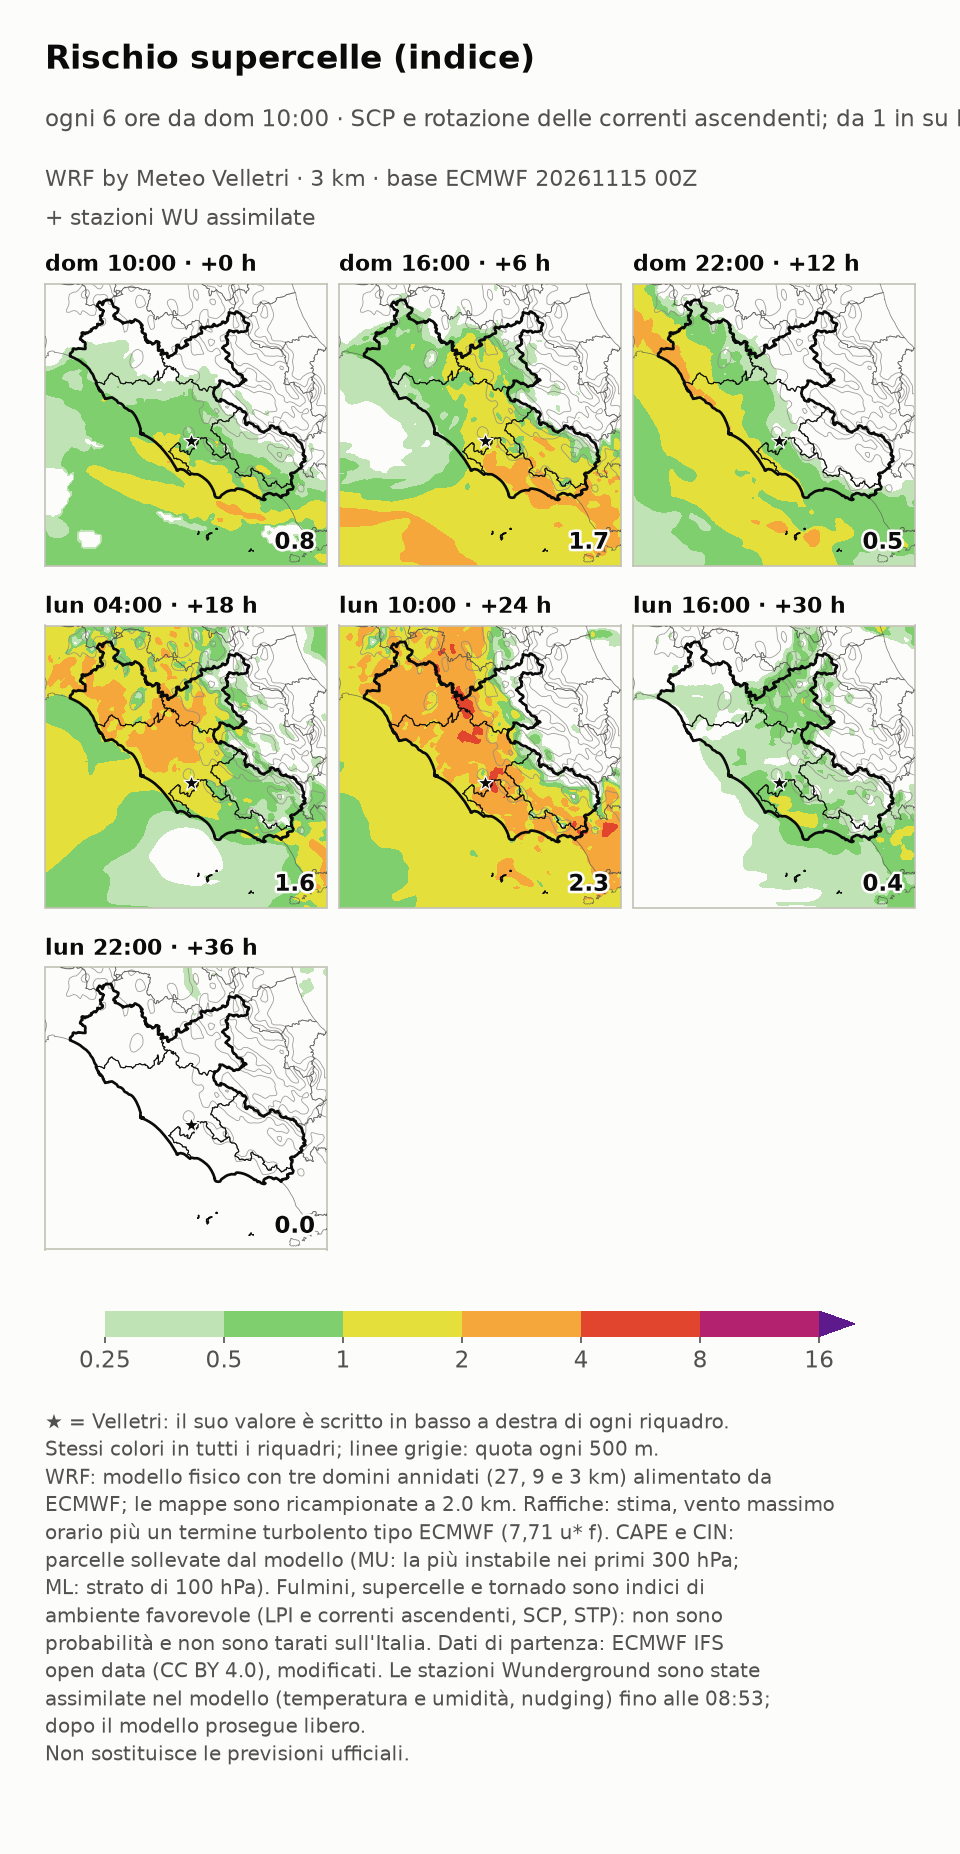 Rischio supercelle (indice)
ogni 6 ore da dom 10:00 · SCP e rotazione delle correnti ascendenti; da 1 in su
WRF by Meteo Velletri · 3 km · base ECMWF 20261115 00Z
+ stazioni WU assimilate
dom 10:00 · +0 h
dom 16:00 · +6 h
dom 22:00 · +12 h
0.8
1.7
0.5
lun 04:00 · +18 h
lun 10:00 · +24 h
lun 16:00 · +30 h
1.6
2.3
0.4
lun 22:00 · +36 h
0.0
0.25 0.5 1 2 4 8 16
★ = Velletri: il suo valore è scritto in basso a destra di ogni riquadro.
Stessi colori in tutti i riquadri; linee grigie: quota ogni 500 m.
WRF: modello fisico con tre domini annidati (27, 9 e 3 km) alimentato da
ECMWF; le mappe sono ricampionate a 2.0 km. Raffiche: stima, vento massimo
orario più un termine turbolento tipo ECMWF (7,71 u* f). CAPE e CIN:
parcelle sollevate dal modello (MU: la più instabile nei primi 300 hPa;
ML: strato di 100 hPa). Fulmini, supercelle e tornado sono indici di
ambiente favorevole (LPI e correnti ascendenti, SCP, STP): non sono
probabilità e non sono tarati sull'Italia. Dati di partenza: ECMWF IFS
open data (CC BY 4.0), modificati. Le stazioni Wunderground sono state
assimilate nel modello (temperatura e umidità, nudging) fino alle 08:53;
dopo il modello prosegue libero.
Non sostituisce le previsioni ufficiali.